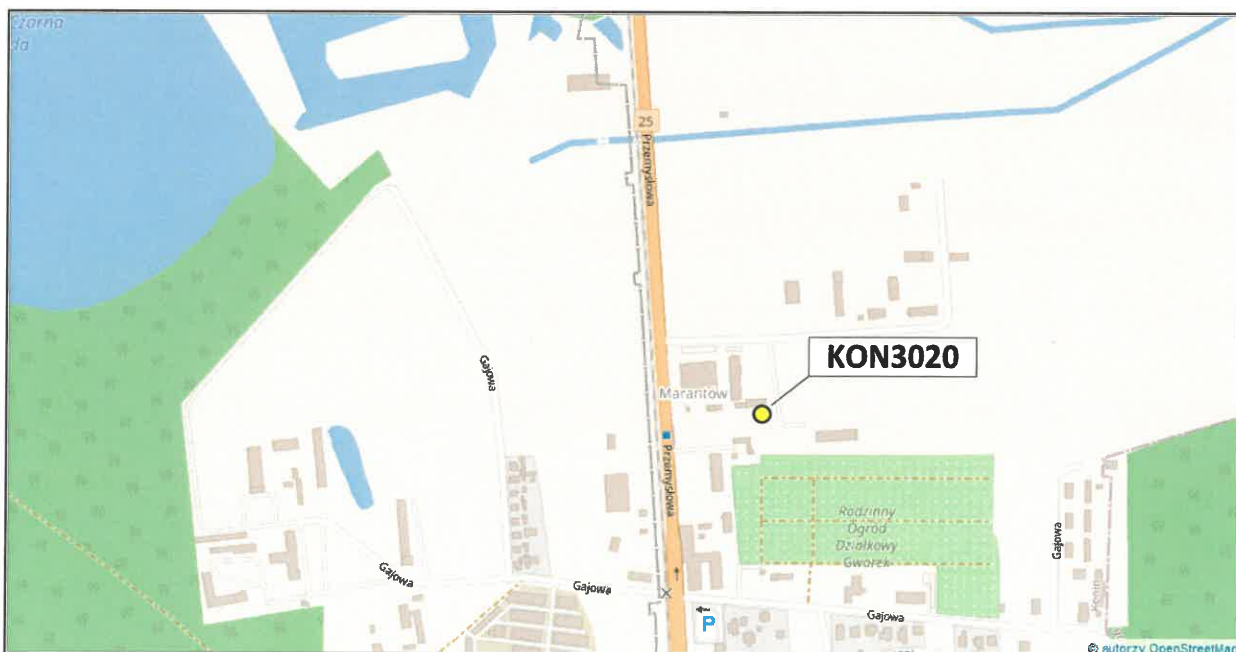 Czarna
da
25
Przemysłowa
KON3020
Gajowa
Marantów
Przemysłowa
Rodzinny
Ogród
Działkowy
Gwarek
Gajowa
Gajowa
Gajowa
Gajowa
P
© autorzy OpenStreetMap